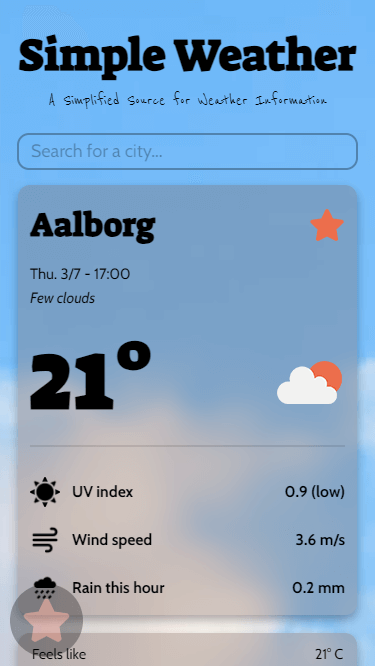 Simple Weather
A Simplified Source for Weather Information
Search for a city...
Aalborg
Thu. 3/7 - 17:00
Few clouds
21°
UV index 0.9 (low)
Wind speed 3.6 m/s
Rain this hour 0.2 mm
Feels like 21° C